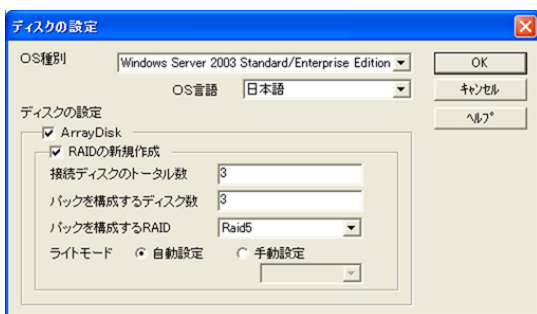 ディスクの設定
OS種別 Windows Server 2003 Standard/Enterprise Edition OK
OS言語 日本語 キャンセル
ディスクの設定 ヘルプ
ArrayDisk
RAIDの新規作成
接続ディスクのトータル数 3
パックを構成するディスク数 3
パックを構成するRAID Raid5
ライトモード 自動設定 手動設定